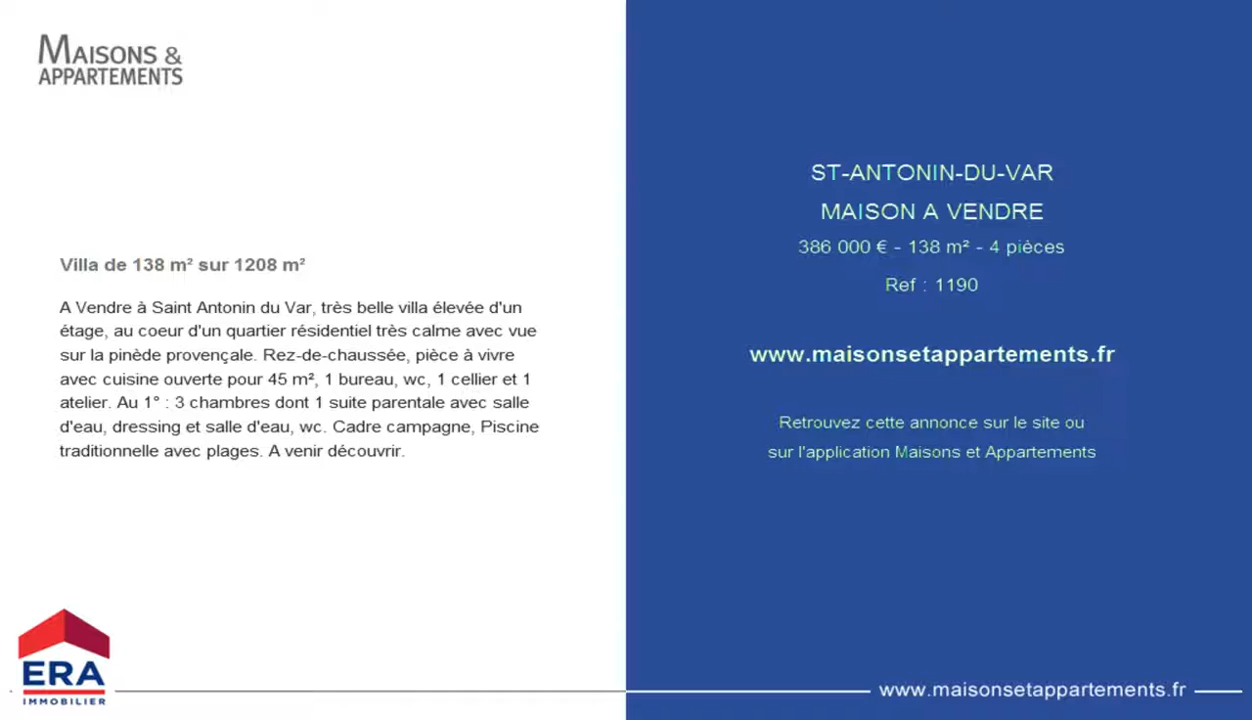 MAISONS &
APPARTEMENTS
Villa de 138 m² sur 1208 m²
A Vendre à Saint Antonin du Var, très belle villa élevée d'un
étage, au coeur d'un quartier résidentiel très calme avec vue
sur la pinède provençale. Rez-de-chaussée, pièce à vivre
avec cuisine ouverte pour 45 m², 1 bureau, wc, 1 cellier et 1
atelier. Au 1° : 3 chambres dont 1 suite parentale avec salle
d'eau, dressing et salle d'eau, wc. Cadre campagne, Piscine
traditionnelle avec plages. A venir découvrir.
ERA
IMMOBILIER
ST-ANTONIN-DU-VAR
MAISON A VENDRE
386 000 € - 138 m² - 4 pièces
Ref : 1190
www.maisonsetappartements.fr
Retrouvez cette annonce sur le site ou
sur l'application Maisons et Appartements
www.maisonsetappartements.fr